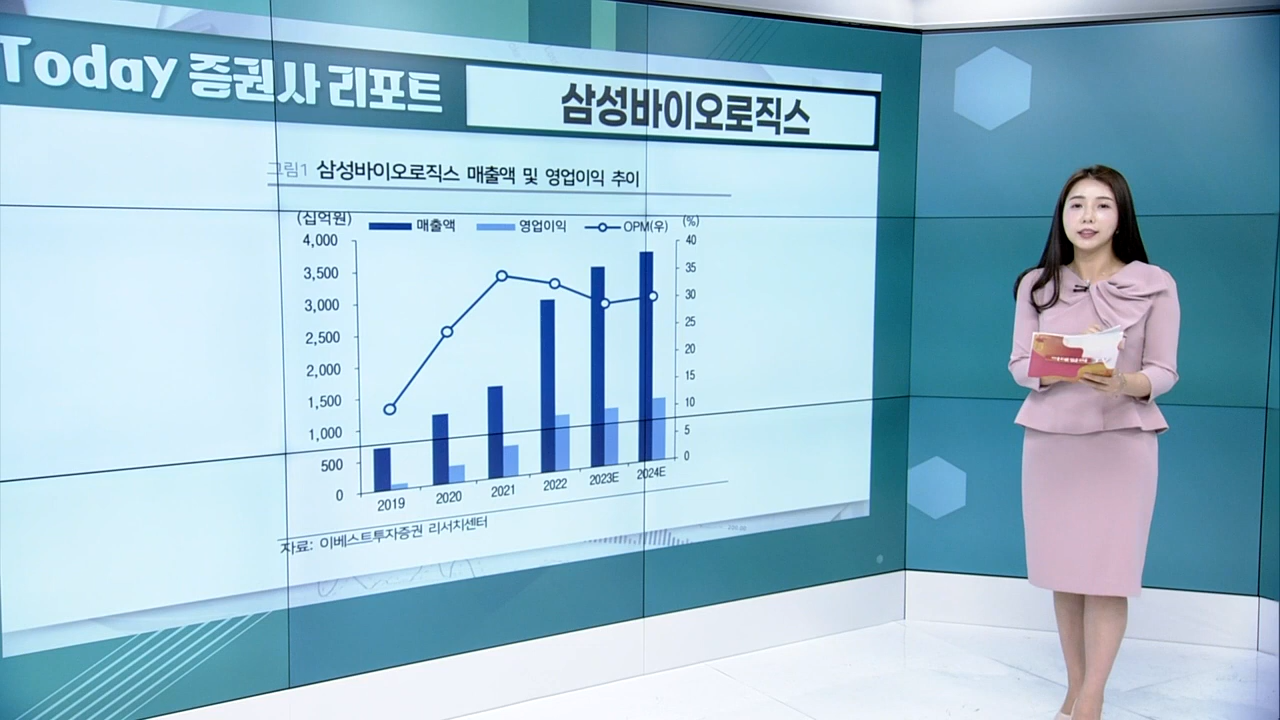 Today 증권사 리포트
삼성바이오로직스
그림1 삼성바이오로직스 매출액 및 영업이익 추이
(십억원) 매출액 영업이익 OPM(우) (%)
4,000 40
3,500 35
3,000 30
2,500 25
2,000 20
1,500 15
1,000 10
500 5
0 0
2019 2020 2021 2022 2023E 2024E
자료: 이베스트투자증권 리서치센터